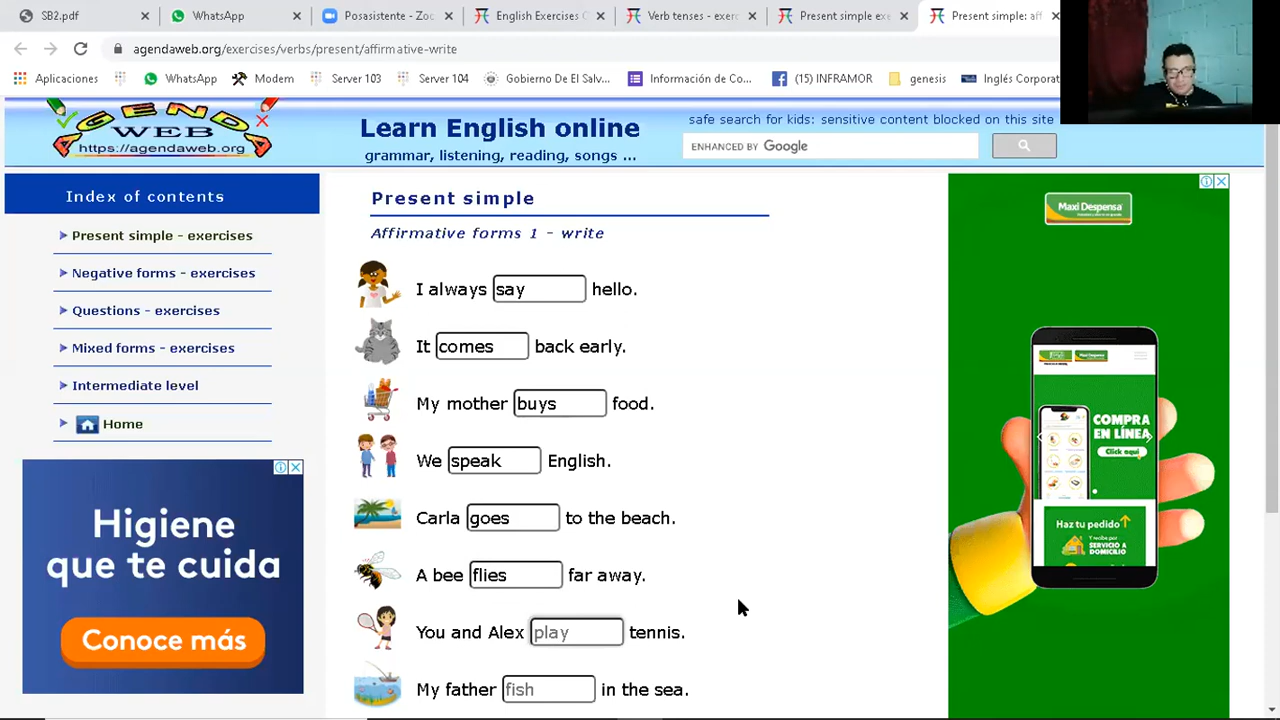 SB2.pdf
WhatsApp
English Exercises
Verb tenses - exer
Present simple exe
Present simple: aff
agendaweb.org/exercises/verbs/present/affirmative-write
Aplicaciones
WhatsApp
Modem
Server 103
Server 104
Gobierno De El Salv...
Información de Co...
(15) INFRAMOR
genesis
Inglés Corporat
AGENDA
WEB
https://agendaweb.org
Learn English online
grammar, listening, reading, songs ...
safe search for kids: sensitive content blocked on this site
ENHANCED BY Google
Index of contents
Present simple - exercises
Negative forms - exercises
Questions - exercises
Mixed forms - exercises
Intermediate level
Home
Present simple
Affirmative forms 1 - write
I always say hello.
It comes back early.
My mother buys food.
We speak English.
Carla goes to the beach.
A bee flies far away.
You and Alex play tennis.
My father fish in the sea.
Higiene
que te cuida
Conoce más
Maxi Despensa
COMPRA
EN LÍNEA
Click aquí
Haz tu pedido
Y recibe por
SERVICIO A
DOMICILIO